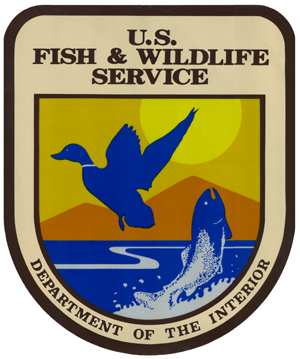 U.S.
FISH & WILDLIFE
SERVICE
DEPARTMENT OF THE INTERIOR